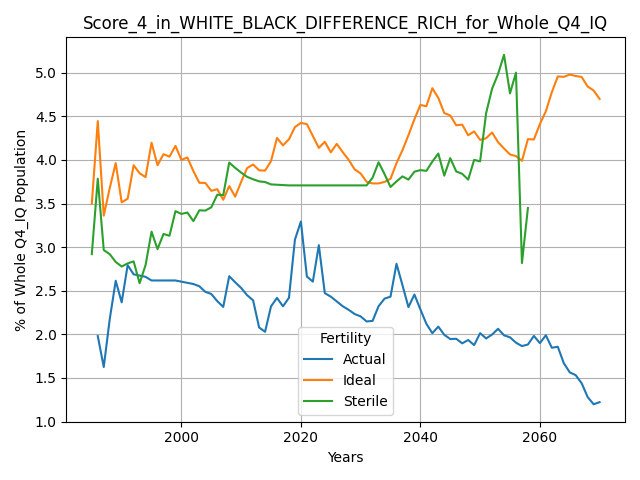 Score_4_in_WHITE_BLACK_DIFFERENCE_RICH_for_Whole_Q4_IQ
% of Whole Q4_IQ Population
5.0
4.5
4.0
3.5
3.0
2.5
2.0
1.5
1.0
Fertility
Actual
Ideal
Sterile
2000 2020 2040 2060
Years